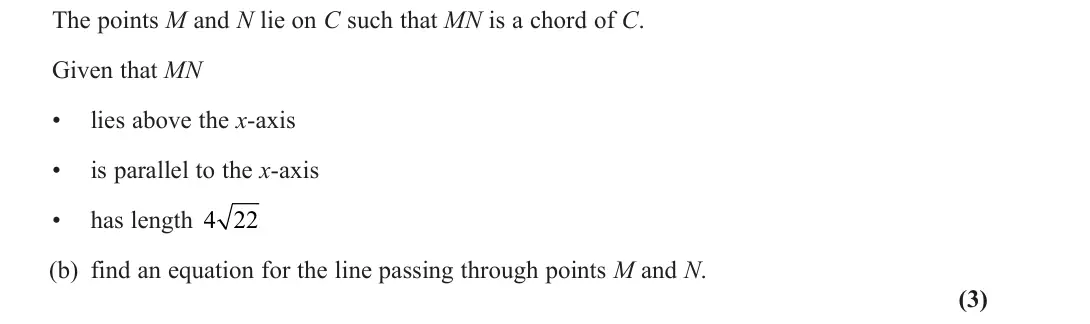 The points M and N lie on C such that MN is a chord of C.
Given that MN
• lies above the x-axis
• is parallel to the x-axis
• has length 4√22
(b) find an equation for the line passing through points M and N.
(3)